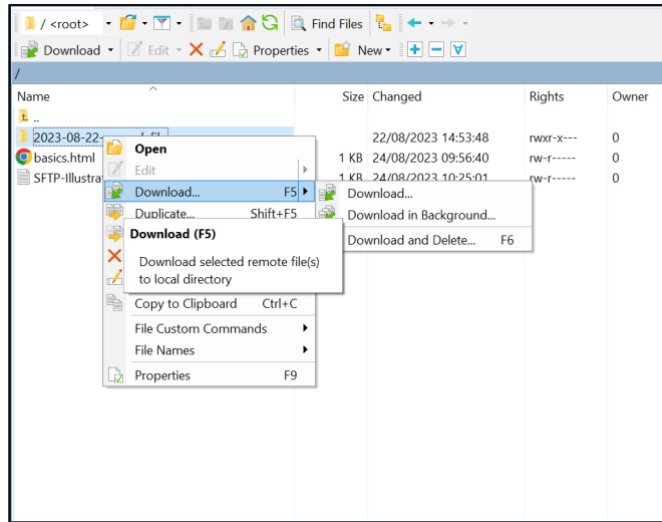 / <root>
Find Files
Download
Edit
Properties
New
/
Name Size Changed Rights Owner
..
2023-08-22- 22/08/2023 14:53:48 rwxr-x--- 0
basics.html 1 KB 24/08/2023 09:56:40 rw-r----- 0
SFTP-Illustra 1 KB 24/08/2023 10:25:01 rw-r----- 0
Open
Edit
Download... F5
Download...
Duplicate... Shift+F5
Download in Background...
Download (F5)
Download and Delete... F6
Download selected remote file(s)
to local directory
Copy to Clipboard Ctrl+C
File Custom Commands
File Names
Properties F9